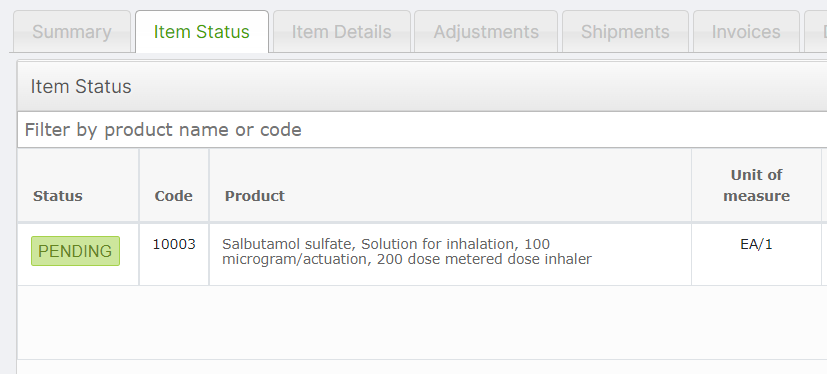 Summary
Item Status
Item Details
Adjustments
Shipments
Invoices
Item Status
Filter by product name or code
Status
Code
Product
Unit of
measure
PENDING
10003
Salbutamol sulfate, Solution for inhalation, 100
microgram/actuation, 200 dose metered dose inhaler
EA/1